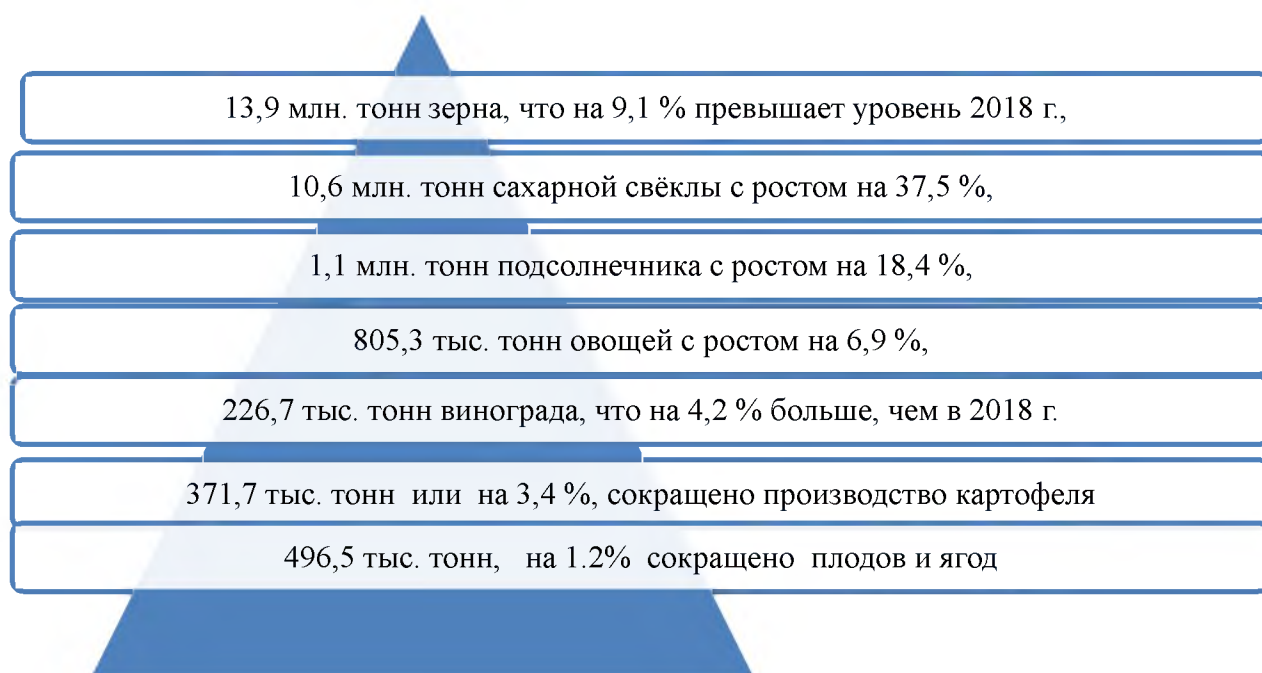 13,9 млн. тонн зерна, что на 9,1 % превышает уровень 2018 г.,
10,6 млн. тонн сахарной свёклы с ростом на 37,5 %,
1,1 млн. тонн подсолнечника с ростом на 18,4 %,
805,3 тыс. тонн овощей с ростом на 6,9 %,
226,7 тыс. тонн винограда, что на 4,2 % больше, чем в 2018 г.
371,7 тыс. тонн или на 3,4 %, сокращено производство картофеля
496,5 тыс. тонн, на 1.2% сокращено плодов и ягод